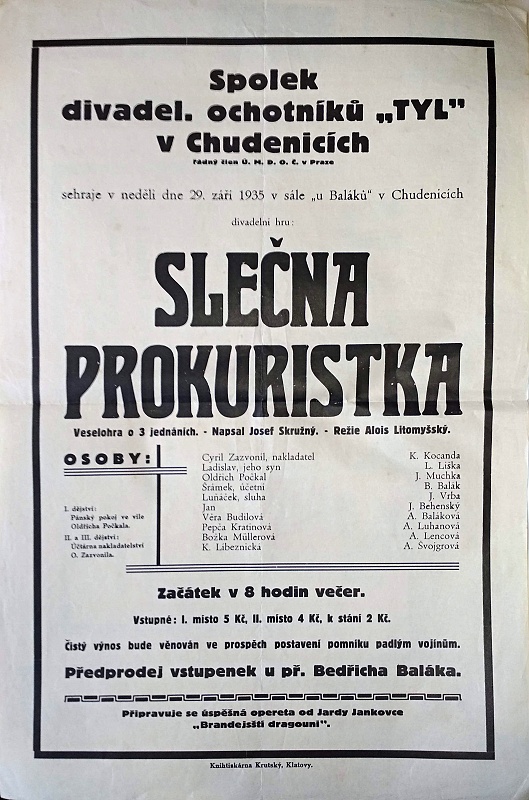 Spolek
divadel. ochotníků „TYL"
v Chudenicích
řádný člen Ú. M. D. O. Č. v Praze
sehraje v neděli dne 29. září 1935 v sále „u Baláků" v Chudenicích
divadelní hru:
SLEČNA
PROKURISTKA
Veselohra o 3 jednáních. - Napsal Josef Skružný. - Režie Alois Litomyšský.
OSOBY:
Cyril Zazvonil, nakladatel K. Kocanda
Ladislav, jeho syn L. Liška
Oldřich Počkal J. Muchka
Šrámek, účetní B. Balák
Luňáček, sluha J. Vrba
Jan J. Behenský
Věra Budilová A. Baláková
Pepča Kratinová A. Luhanová
Božka Müllerová A. Lencová
K. Libeznická A. Švojgrová
I. dějství:
Pánský pokoj ve vile
Oldřicha Počkala.
II. a III. dějství:
Účtárna nakladatelství
O. Zazvonila.
Začátek v 8 hodin večer.
Vstupné: I. místo 5 Kč, II. místo 4 Kč, k stání 2 Kč.
Čistý výnos bude věnován ve prospěch postavení pomníku padlým vojínům.
Předprodej vstupenek u př. Bedřicha Baláka.
Připravuje se úspěšná opereta od Jardy Jankovce
„Brandejsští dragouni".
Knihtiskárna Krutský, Klatovy.